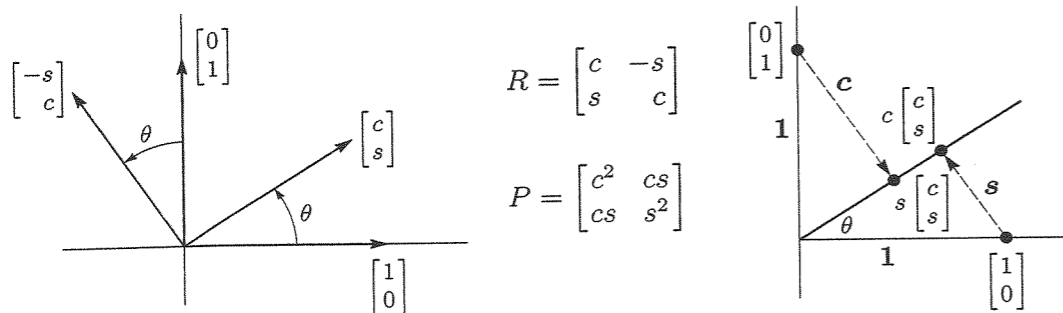 [−s c]
[0 1]
θ
[c s]
θ
[1 0]
R = [c −s s c]
P = [c² cs cs s²]
[0 1]
1
c
c [c s]
s [c s]
s
θ
1
[1 0]